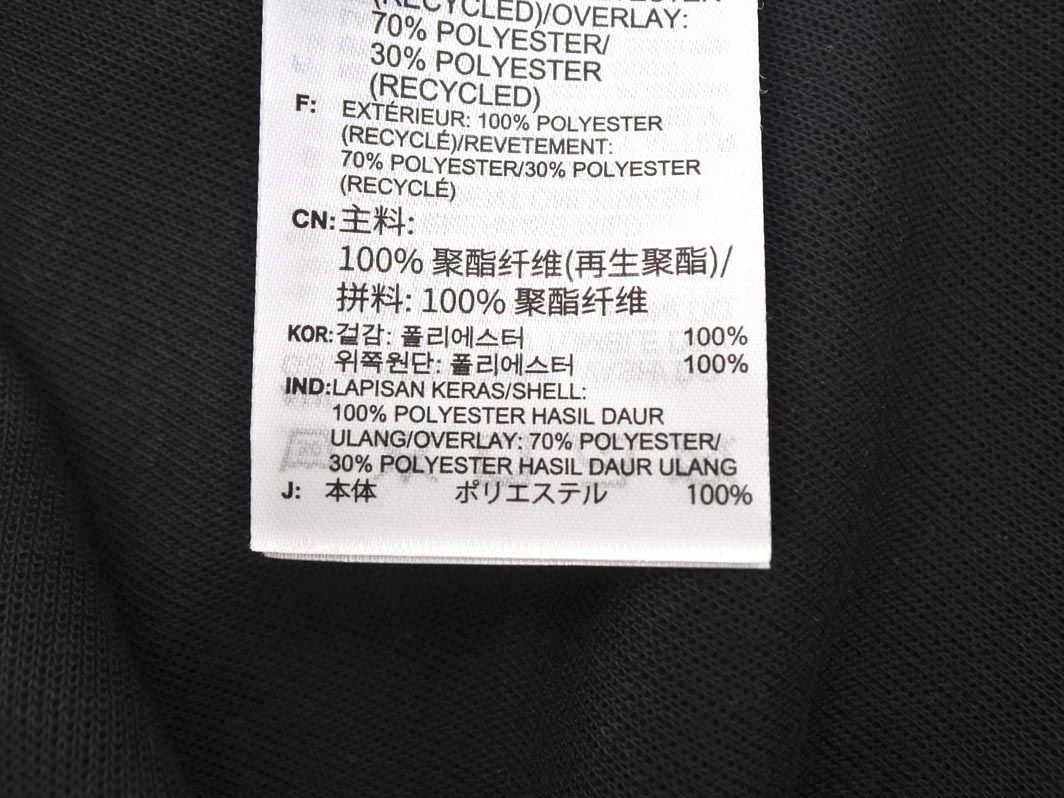 (RECYCLED)/OVERLAY:
70% POLYESTER/
30% POLYESTER
(RECYCLED)
F: EXTÉRIEUR: 100% POLYESTER
(RECYCLÉ)/REVETEMENT:
70% POLYESTER/30% POLYESTER
(RECYCLÉ)
CN: 主料:
100% 聚酯纤维(再生聚酯)/
拼料: 100% 聚酯纤维
KOR: 겉감: 폴리에스터 100%
위쪽원단: 폴리에스터 100%
IND: LAPISAN KERAS/SHELL:
100% POLYESTER HASIL DAUR
ULANG/OVERLAY: 70% POLYESTER/
30% POLYESTER HASIL DAUR ULANG
J: 本体 ポリエステル 100%